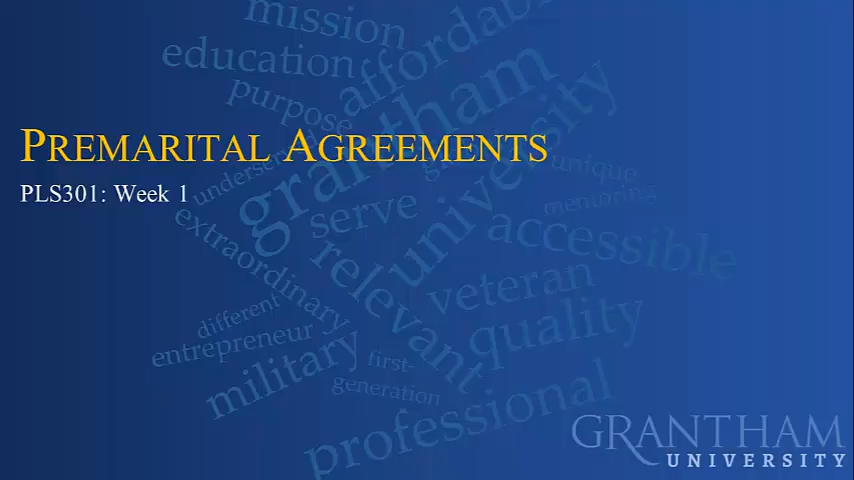 mission
education
affordable
purpose
grantham
university
PREMARITAL AGREEMENTS
unique
PLS301: Week 1
mentoring
serve
accessible
extraordinary
relevant
veteran
different
quality
entrepreneur
military
first-
generation
professional
GRANTHAM
UNIVERSITY